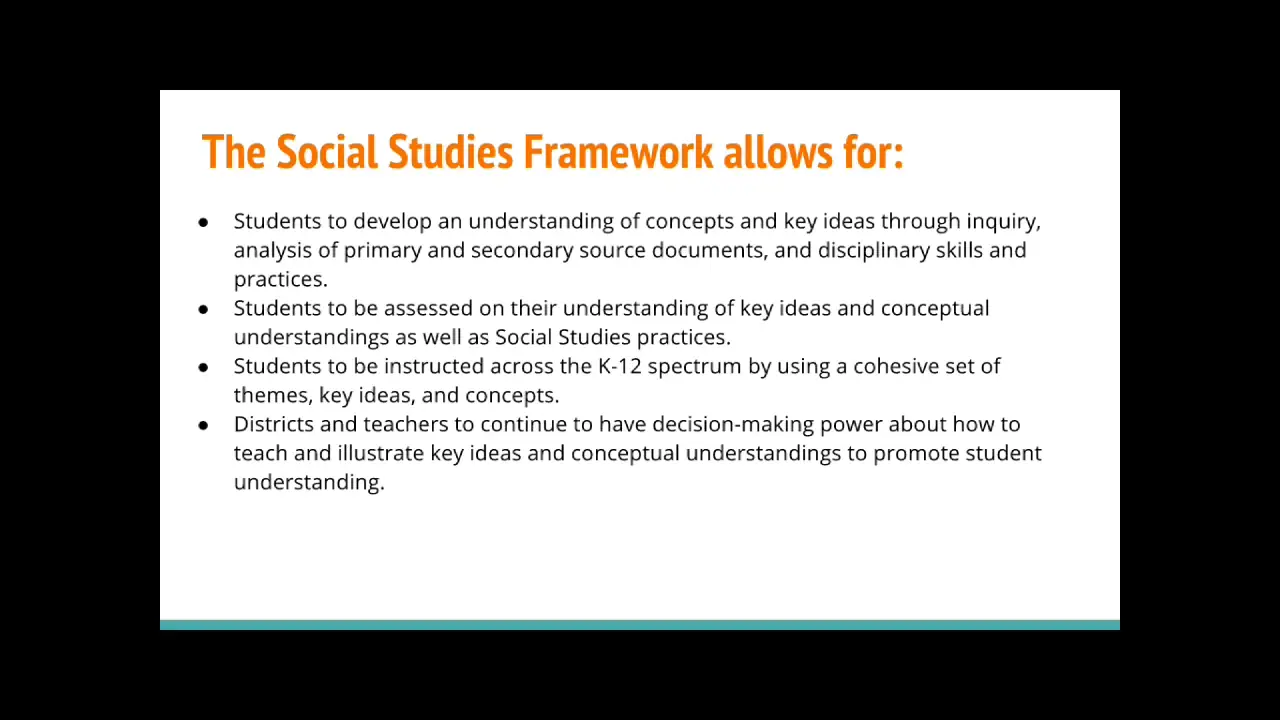 The Social Studies Framework allows for:
● Students to develop an understanding of concepts and key ideas through inquiry,
analysis of primary and secondary source documents, and disciplinary skills and
practices.
● Students to be assessed on their understanding of key ideas and conceptual
understandings as well as Social Studies practices.
● Students to be instructed across the K-12 spectrum by using a cohesive set of
themes, key ideas, and concepts.
● Districts and teachers to continue to have decision-making power about how to
teach and illustrate key ideas and conceptual understandings to promote student
understanding.